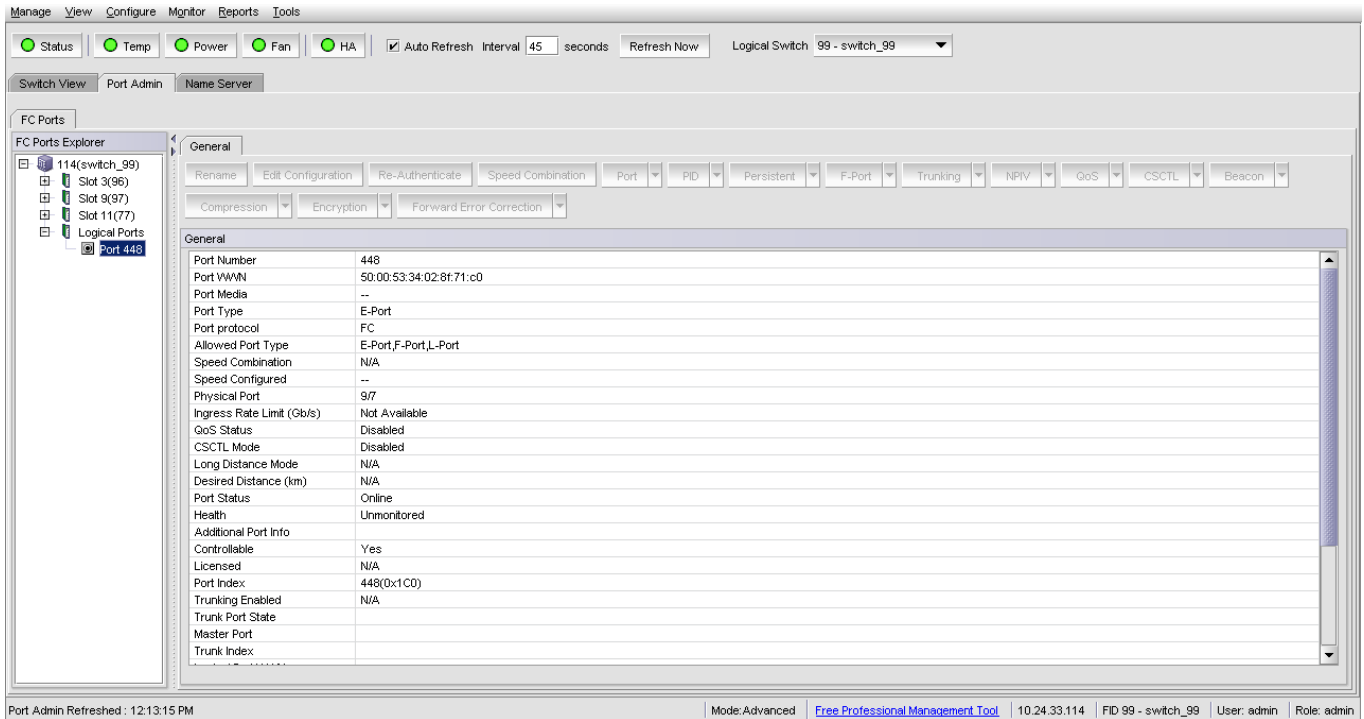 Manage View Configure Monitor Reports Tools
Status Temp Power Fan HA Auto Refresh Interval 45 seconds Refresh Now Logical Switch 99 - switch_99
Switch View Port Admin Name Server
FC Ports
FC Ports Explorer
114(switch_99)
Slot 3(96)
Slot 9(97)
Slot 11(77)
Logical Ports
Port 448
General
Rename Edit Configuration Re-Authenticate Speed Combination Port PID Persistent F-Port Trunking NPIV QoS CSCTL Beacon
Compression Encryption Forward Error Correction
General
Port Number 448
Port WWN 50:00:53:34:02:8f:71:c0
Port Media --
Port Type E-Port
Port protocol FC
Allowed Port Type E-Port,F-Port,L-Port
Speed Combination N/A
Speed Configured --
Physical Port 9/7
Ingress Rate Limit (Gb/s) Not Available
QoS Status Disabled
CSCTL Mode Disabled
Long Distance Mode N/A
Desired Distance (km) N/A
Port Status Online
Health Unmonitored
Additional Port Info
Controllable Yes
Licensed N/A
Port Index 448(0x1C0)
Trunking Enabled N/A
Trunk Port State
Master Port
Trunk Index
Port Admin Refreshed : 12:13:15 PM Mode:Advanced Free Professional Management Tool 10.24.33.114 FID 99 - switch_99 User: admin Role: admin